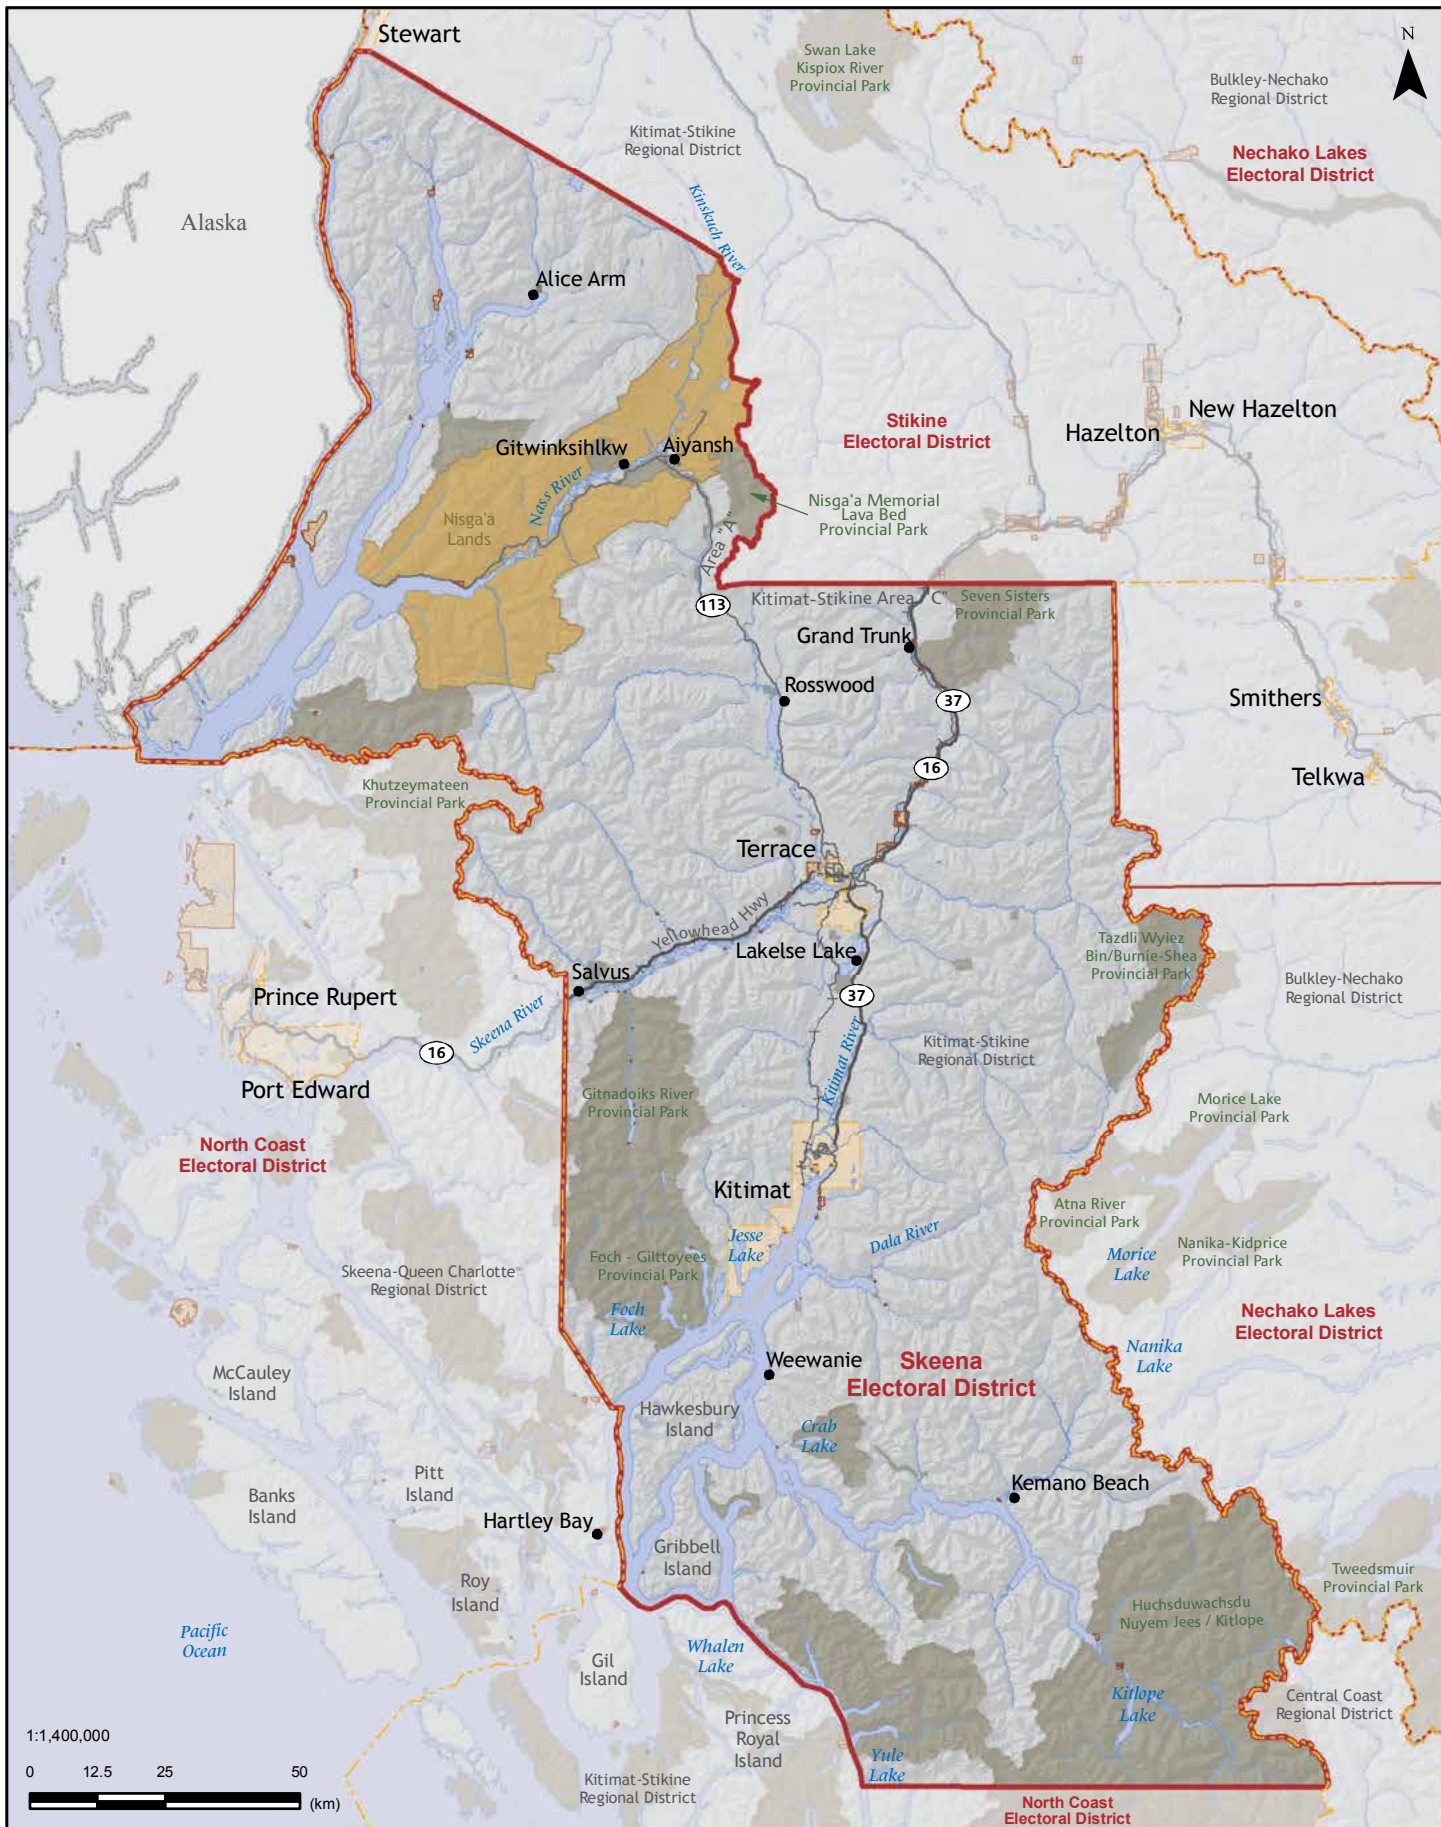 Stewart
N
Swan Lake
Kispiox River
Provincial Park
Bulkley-Nechako
Regional District
Kitimat-Stikine
Regional District
Nechako Lakes
Electoral District
Alaska
Kinskuch River
Alice Arm
Stikine
Electoral District
New Hazelton
Hazelton
Gitwinksihlkw
Aiyansh
Nass River
Nisga'a
Lands
Nisga'a Memorial
Lava Bed
Provincial Park
Area "A"
113
Kitimat-Stikine Area "C"
Seven Sisters
Provincial Park
Grand Trunk
Rosswood
37
Smithers
16
Telkwa
Khutzeymateen
Provincial Park
Terrace
Yellowhead Hwy
Lakelse Lake
Tazdli Wyiez
Bin/Burnie-Shea
Provincial Park
Salvus
Bulkley-Nechako
Regional District
Prince Rupert
Skeena River
37
16
Kitimat River
Kitimat-Stikine
Regional District
Port Edward
Gitnadoiks River
Provincial Park
Morice Lake
Provincial Park
North Coast
Electoral District
Kitimat
Atna River
Provincial Park
Jesse
Lake
Dala River
Morice
Lake
Nanika-Kidprice
Provincial Park
Skeena-Queen Charlotte
Regional District
Foch - Gilttoyees
Provincial Park
Foch
Lake
Nechako Lakes
Electoral District
Nanika
Lake
Weewanie
Skeena
Electoral District
McCauley
Island
Hawkesbury
Island
Crab
Lake
Pitt
Island
Banks
Island
Kemano Beach
Hartley Bay
Gribbell
Island
Roy
Island
Tweedsmuir
Provincial Park
Huchsduwachsdu
Nuyem Jees / Kitlope
Pacific
Ocean
Whalen
Lake
Gil
Island
Kitlope
Lake
Central Coast
Regional District
Princess
Royal
Island
Yule
Lake
1:1,400,000
0 12.5 25 50
(km)
Kitimat-Stikine
Regional District
North Coast
Electoral District